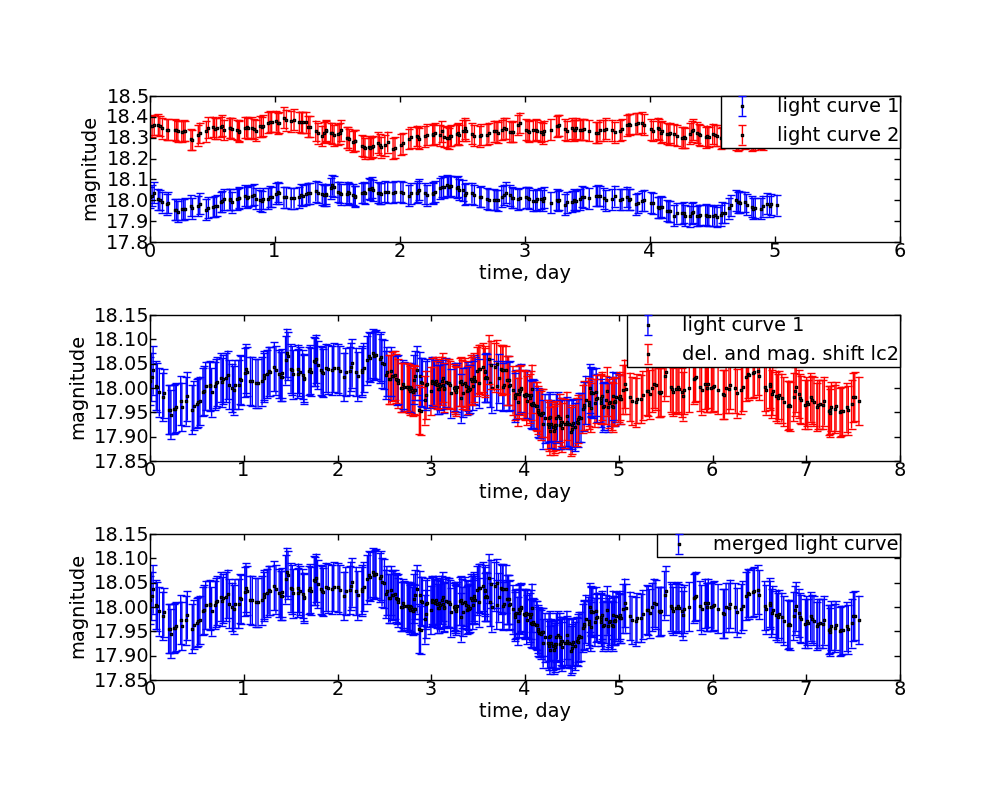 18.5
18.4
18.3
18.2
18.1
18.0
17.9
17.8
magnitude
light curve 1
light curve 2
0 1 2 3 4 5 6
time, day
18.15
18.10
18.05
18.00
17.95
17.90
17.85
magnitude
light curve 1
del. and mag. shift lc2
0 1 2 3 4 5 6 7 8
time, day
18.15
18.10
18.05
18.00
17.95
17.90
17.85
magnitude
merged light curve
0 1 2 3 4 5 6 7 8
time, day